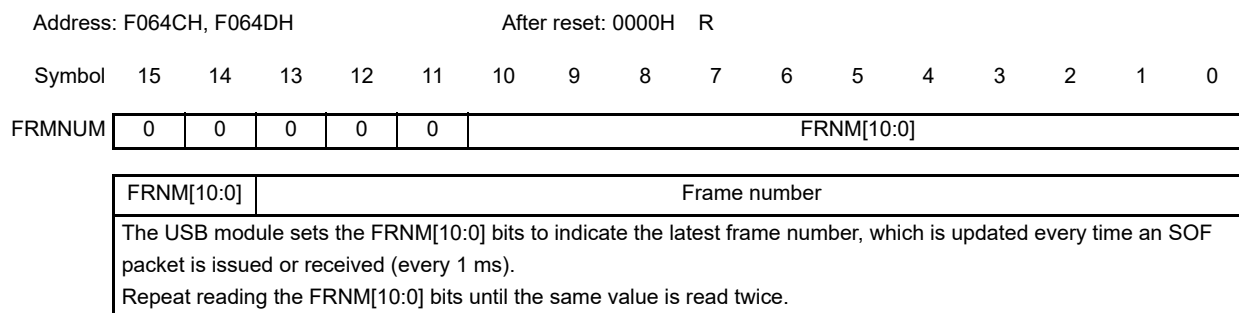 Address: F064CH, F064DH After reset: 0000H R
Symbol 15 14 13 12 11 10 9 8 7 6 5 4 3 2 1 0
FRMNUM 0 0 0 0 0 FRNM[10:0]
FRNM[10:0] Frame number
The USB module sets the FRNM[10:0] bits to indicate the latest frame number, which is updated every time an SOF
packet is issued or received (every 1 ms).
Repeat reading the FRNM[10:0] bits until the same value is read twice.